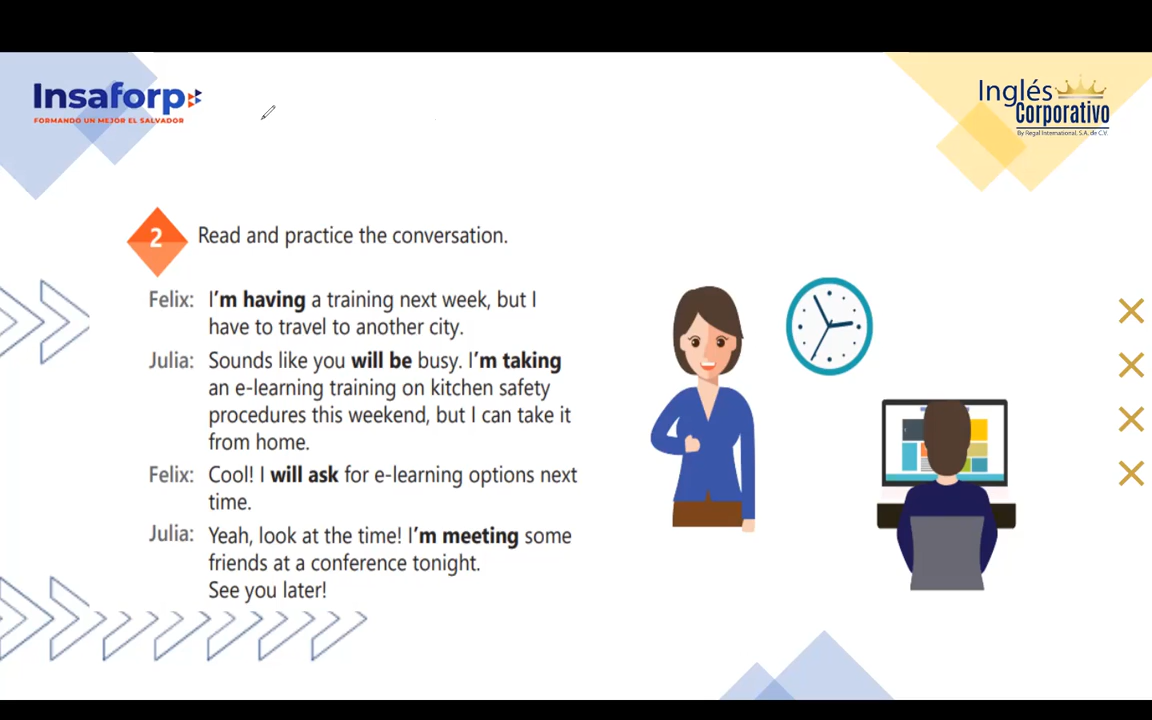 Insaforp
FORMANDO UN MEJOR EL SALVADOR
Inglés
Corporativo
By Regal International, S.A. de C.V.
2 Read and practice the conversation.
Felix: I'm having a training next week, but I
have to travel to another city.
Julia: Sounds like you will be busy. I'm taking
an e-learning training on kitchen safety
procedures this weekend, but I can take it
from home.
Felix: Cool! I will ask for e-learning options next
time.
Julia: Yeah, look at the time! I'm meeting some
friends at a conference tonight.
See you later!